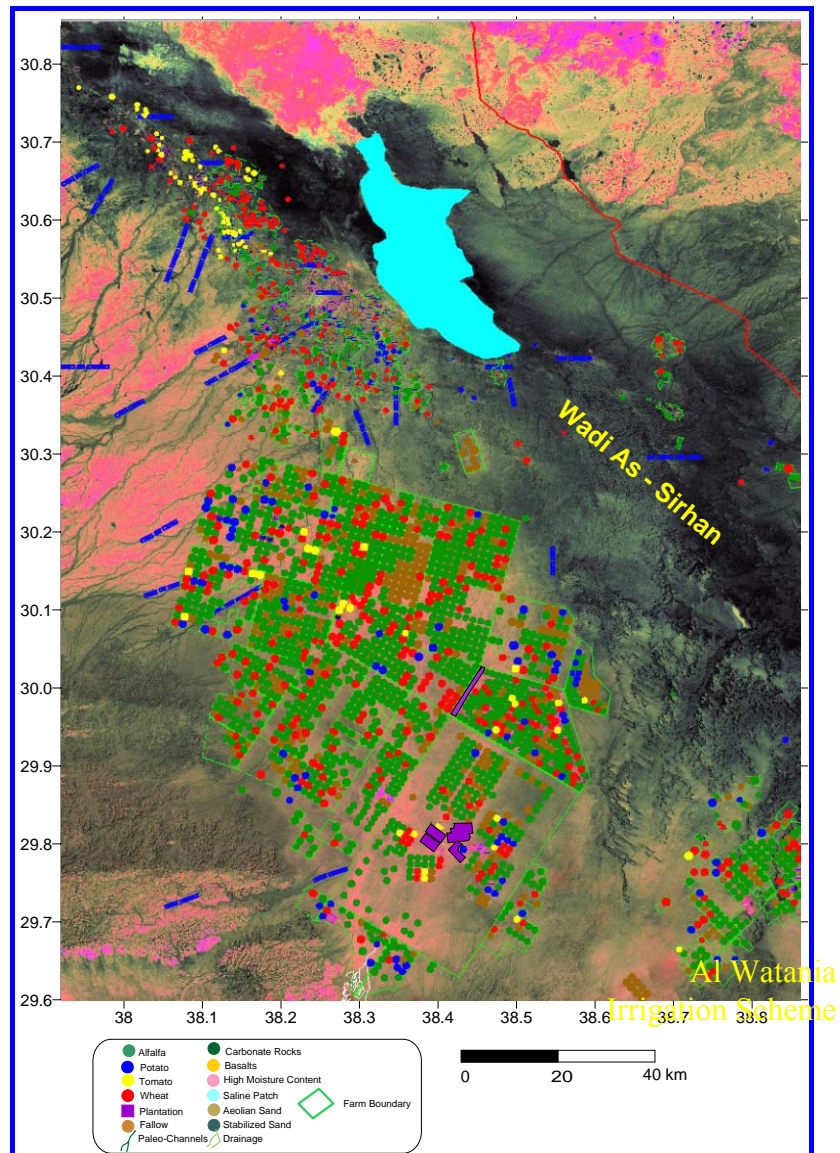 30.8
30.7
30.6
30.5
30.4
30.3
30.2
30.1
30.0
29.9
29.8
29.7
29.6
Wadi As - Sirhan
Al Watania
Irrigation Scheme
38 38.1 38.2 38.3 38.4 38.5 38.6 38.7 38.8
Alfalfa
Potato
Tomato
Wheat
Plantation
Fallow
Paleo-Channels
Carbonate Rocks
Basalts
High Moisture Content
Saline Patch
Aeolian Sand
Stabilized Sand
Drainage
Farm Boundary
0 20 40 km